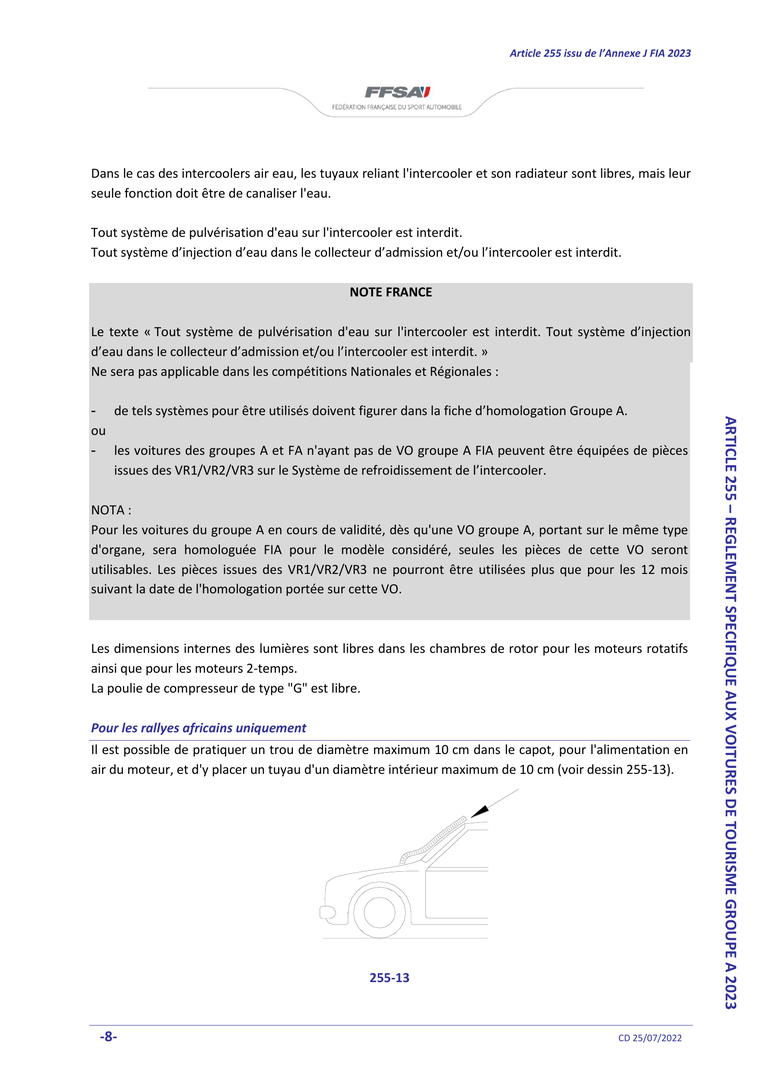 Article 255 issu de l’Annexe J FIA 2023
FFSA
FÉDÉRATION FRANÇAISE DU SPORT AUTOMOBILE
Dans le cas des intercoolers air eau, les tuyaux reliant l'intercooler et son radiateur sont libres, mais leur
seule fonction doit être de canaliser l'eau.
Tout système de pulvérisation d'eau sur l'intercooler est interdit.
Tout système d’injection d’eau dans le collecteur d’admission et/ou l’intercooler est interdit.
NOTE FRANCE
Le texte « Tout système de pulvérisation d'eau sur l'intercooler est interdit. Tout système d’injection
d’eau dans le collecteur d’admission et/ou l’intercooler est interdit. »
Ne sera pas applicable dans les compétitions Nationales et Régionales :
- de tels systèmes pour être utilisés doivent figurer dans la fiche d’homologation Groupe A.
ou
- les voitures des groupes A et FA n'ayant pas de VO groupe A FIA peuvent être équipées de pièces
issues des VR1/VR2/VR3 sur le Système de refroidissement de l’intercooler.
NOTA :
Pour les voitures du groupe A en cours de validité, dès qu'une VO groupe A, portant sur le même type
d'organe, sera homologuée FIA pour le modèle considéré, seules les pièces de cette VO seront
utilisables. Les pièces issues des VR1/VR2/VR3 ne pourront être utilisées plus que pour les 12 mois
suivant la date de l'homologation portée sur cette VO.
Les dimensions internes des lumières sont libres dans les chambres de rotor pour les moteurs rotatifs
ainsi que pour les moteurs 2-temps.
La poulie de compresseur de type "G" est libre.
Pour les rallyes africains uniquement
Il est possible de pratiquer un trou de diamètre maximum 10 cm dans le capot, pour l'alimentation en
air du moteur, et d'y placer un tuyau d'un diamètre intérieur maximum de 10 cm (voir dessin 255-13).
255-13
ARTICLE 255 – REGLEMENT SPECIFIQUE AUX VOITURES DE TOURISME GROUPE A 2023
-8-
CD 25/07/2022